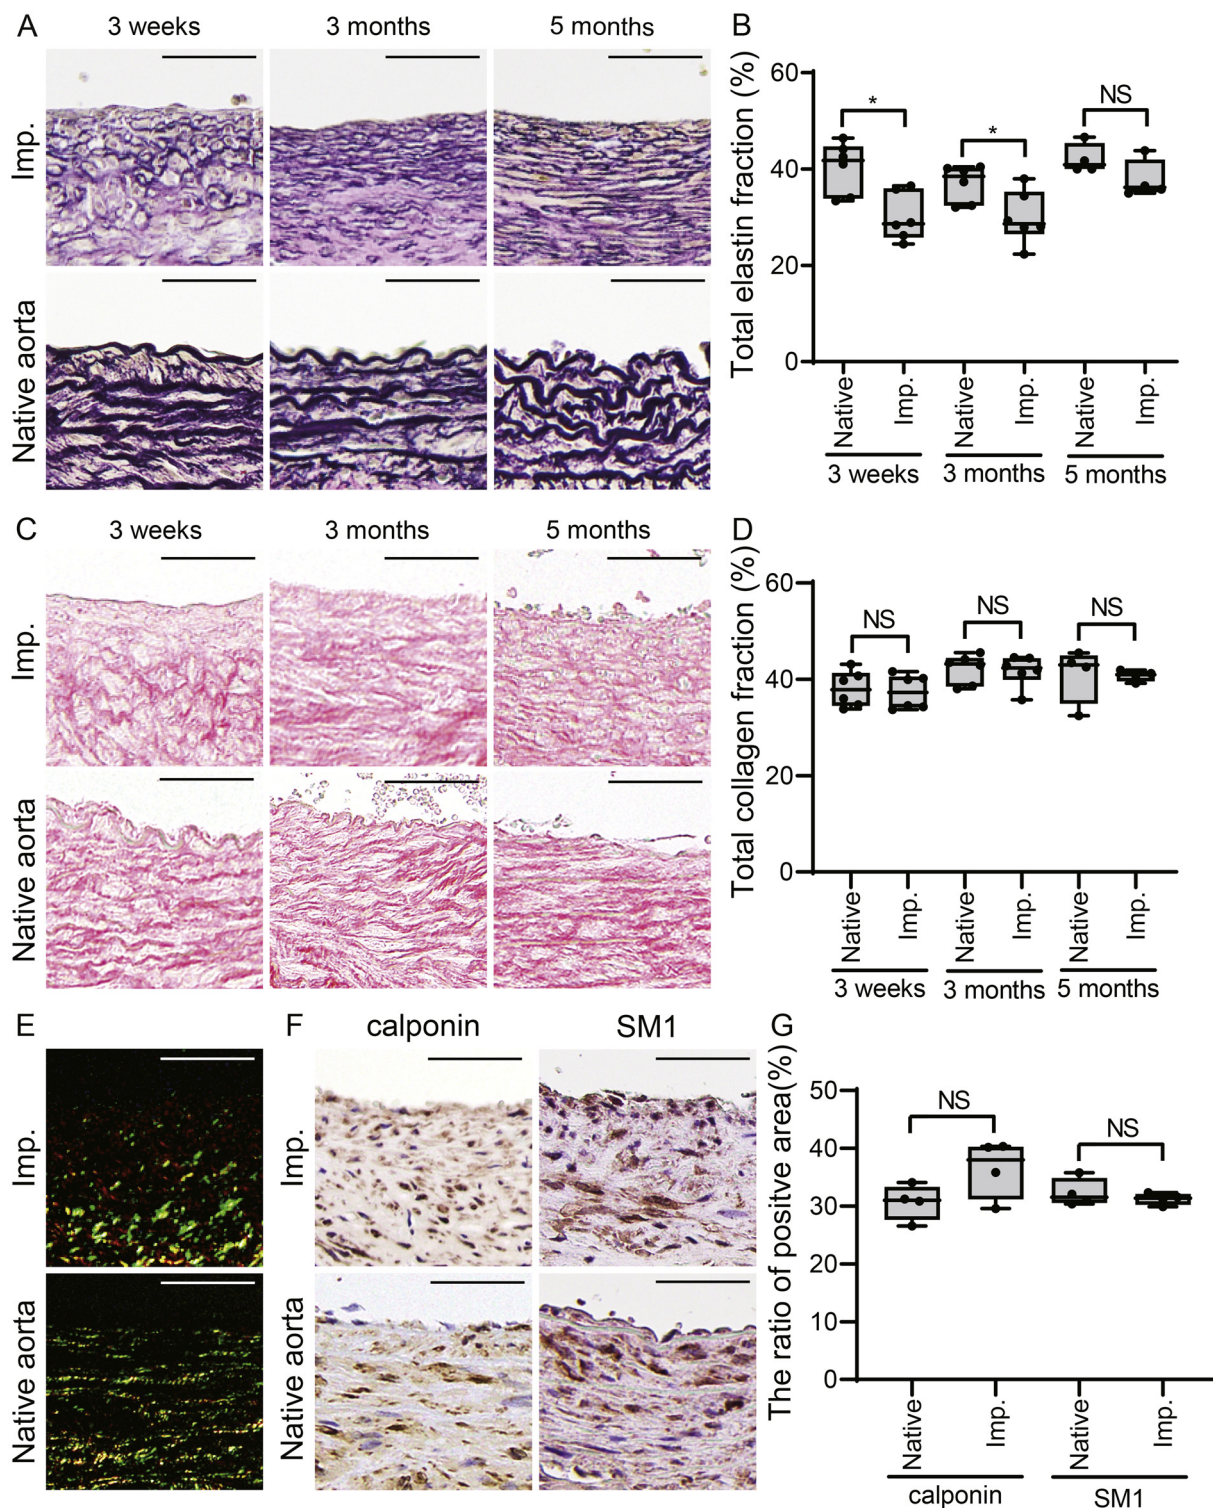 A
3 weeks
3 months
5 months
Imp.
Native aorta
B
Total elastin fraction (%)
60
40
20
0
*
*
NS
Native
Imp.
Native
Imp.
Native
Imp.
3 weeks
3 months
5 months
C
3 weeks
3 months
5 months
Imp.
Native aorta
D
Total collagen fraction (%)
60
40
20
0
NS
NS
NS
Native
Imp.
Native
Imp.
Native
Imp.
3 weeks
3 months
5 months
E
Imp.
Native aorta
F
calponin
SM1
Imp.
Native aorta
G
The ratio of positive area(%)
50
40
30
20
10
0
NS
NS
Native
Imp.
Native
Imp.
calponin
SM1